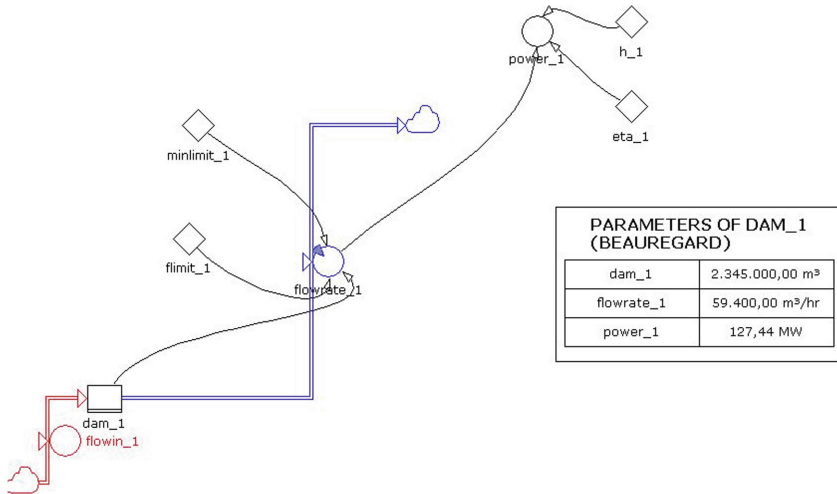 power_1
h_1
eta_1
minlimit_1
flimit_1
flowrate_1
dam_1
flowin_1
PARAMETERS OF DAM_1
(BEAUREGARD)
dam_1 2.345.000,00 m³
flowrate_1 59.400,00 m³/hr
power_1 127,44 MW